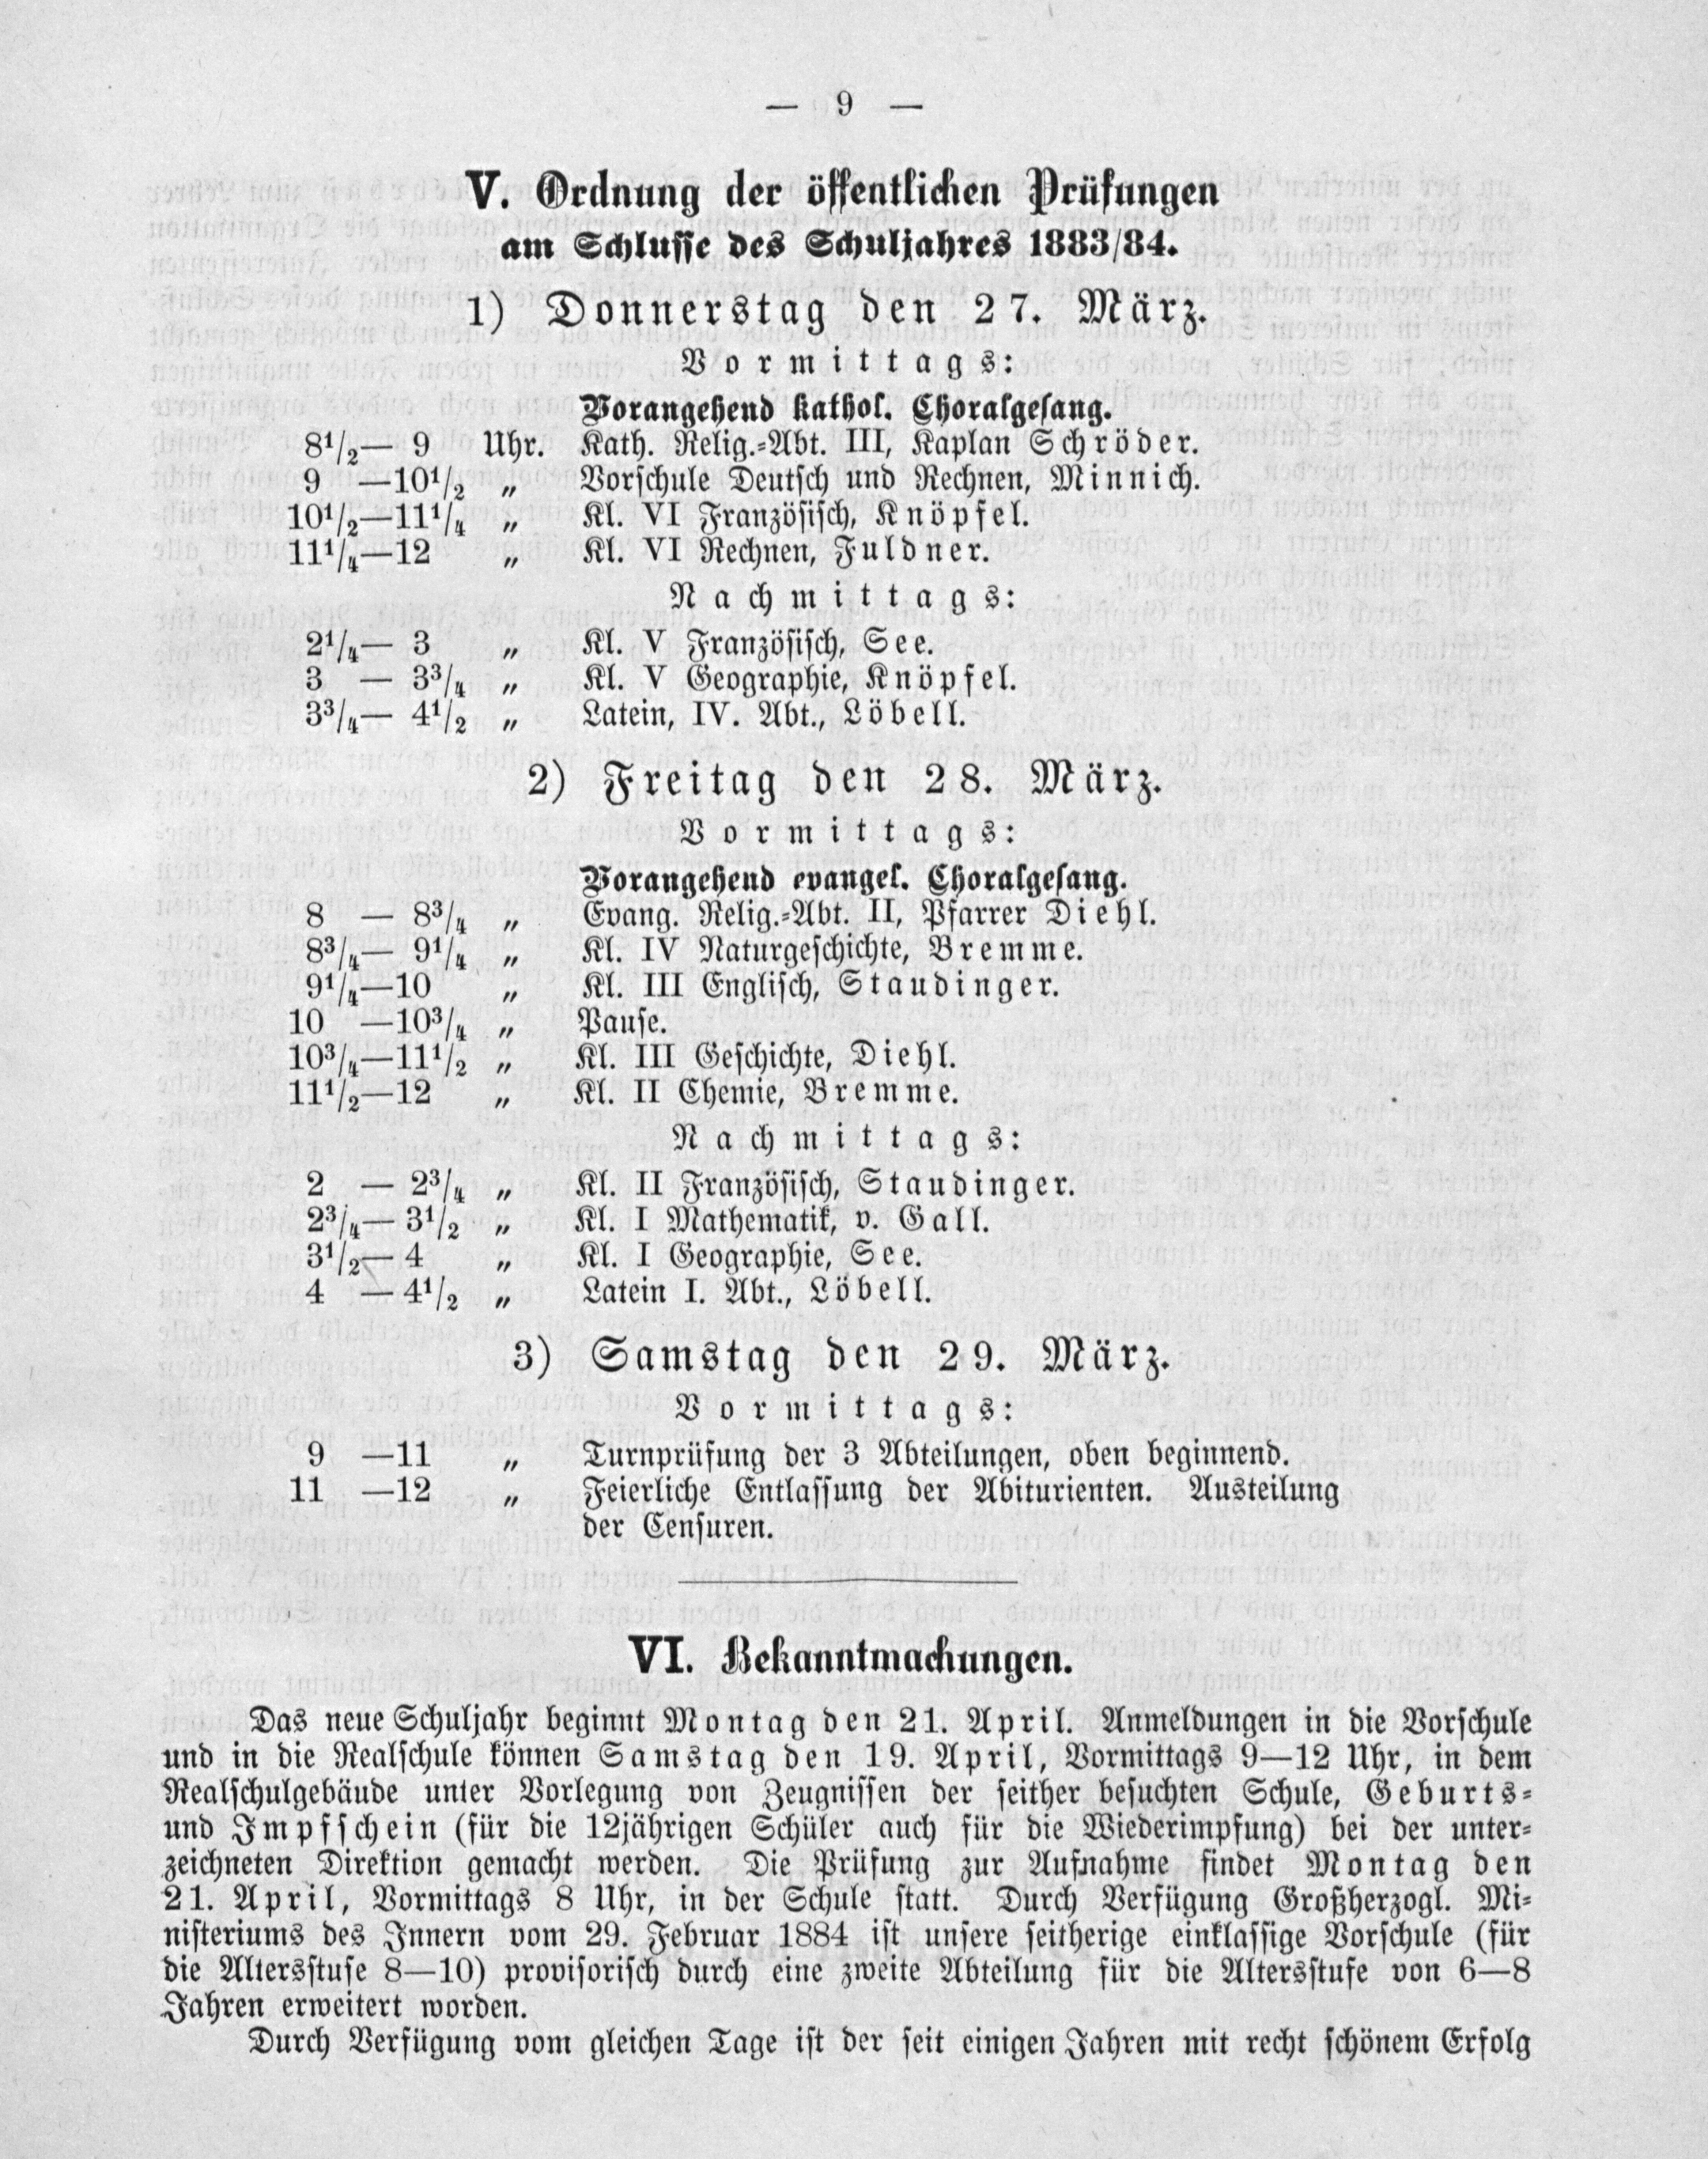 — 9 —
V. Ordnung der öffentlichen Prüfungen
am Schlusse des Schuljahres 1883/84.
1) Donnerstag den 27. März.
Vormittags:
Vorangehend kathol. Choralgesang.
8½— 9 Uhr. Kath. Relig.-Abt. III, Kaplan Schröder.
9 —10½ „ Vorschule Deutsch und Rechnen, Minnich.
10½—11¼ „ Kl. VI Französisch, Knöpfel.
11¼—12 „ Kl. VI Rechnen, Fuldner.
Nachmittags:
2¼— 3 „ Kl. V Französisch, See.
3 — 3¾ „ Kl. V Geographie, Knöpfel.
3¾— 4½ „ Latein, IV. Abt., Löbell.
2) Freitag den 28. März.
Vormittags:
Vorangehend evangel. Choralgesang.
8 — 8¾ „ Evang. Relig.-Abt. II, Pfarrer Diehl.
8¾— 9¼ „ Kl. IV Naturgeschichte, Bremme.
9¼—10 „ Kl. III Englisch, Staudinger.
10 —10¾ „ Pause.
10¾—11½ „ Kl. III Geschichte, Diehl.
11½—12 „ Kl. II Chemie, Bremme.
Nachmittags:
2 — 2¾ „ Kl. II Französisch, Staudinger.
2¾— 3½ „ Kl. I Mathematik, v. Gall.
3½— 4 „ Kl. I Geographie, See.
4 — 4½ „ Latein I. Abt., Löbell.
3) Samstag den 29. März.
Vormittags:
9 —11 „ Turnprüfung der 3 Abteilungen, oben beginnend.
11 —12 „ Feierliche Entlassung der Abiturienten. Austeilung
der Censuren.
VI. Bekanntmachungen.
Das neue Schuljahr beginnt Montag den 21. April. Anmeldungen in die Vorschule
und in die Realschule können Samstag den 19. April, Vormittags 9—12 Uhr, in dem
Realschulgebäude unter Vorlegung von Zeugnissen der seither besuchten Schule, Geburts-
und Impfschein (für die 12jährigen Schüler auch für die Wiederimpfung) bei der unter-
zeichneten Direktion gemacht werden. Die Prüfung zur Aufnahme findet Montag den
21. April, Vormittags 8 Uhr, in der Schule statt. Durch Verfügung Großherzogl. Mi-
nisteriums des Innern vom 29. Februar 1884 ist unsere seitherige einklassige Vorschule (für
die Altersstufe 8—10) provisorisch durch eine zweite Abteilung für die Altersstufe von 6—8
Jahren erweitert worden.
Durch Verfügung vom gleichen Tage ist der seit einigen Jahren mit recht schönem Erfolg